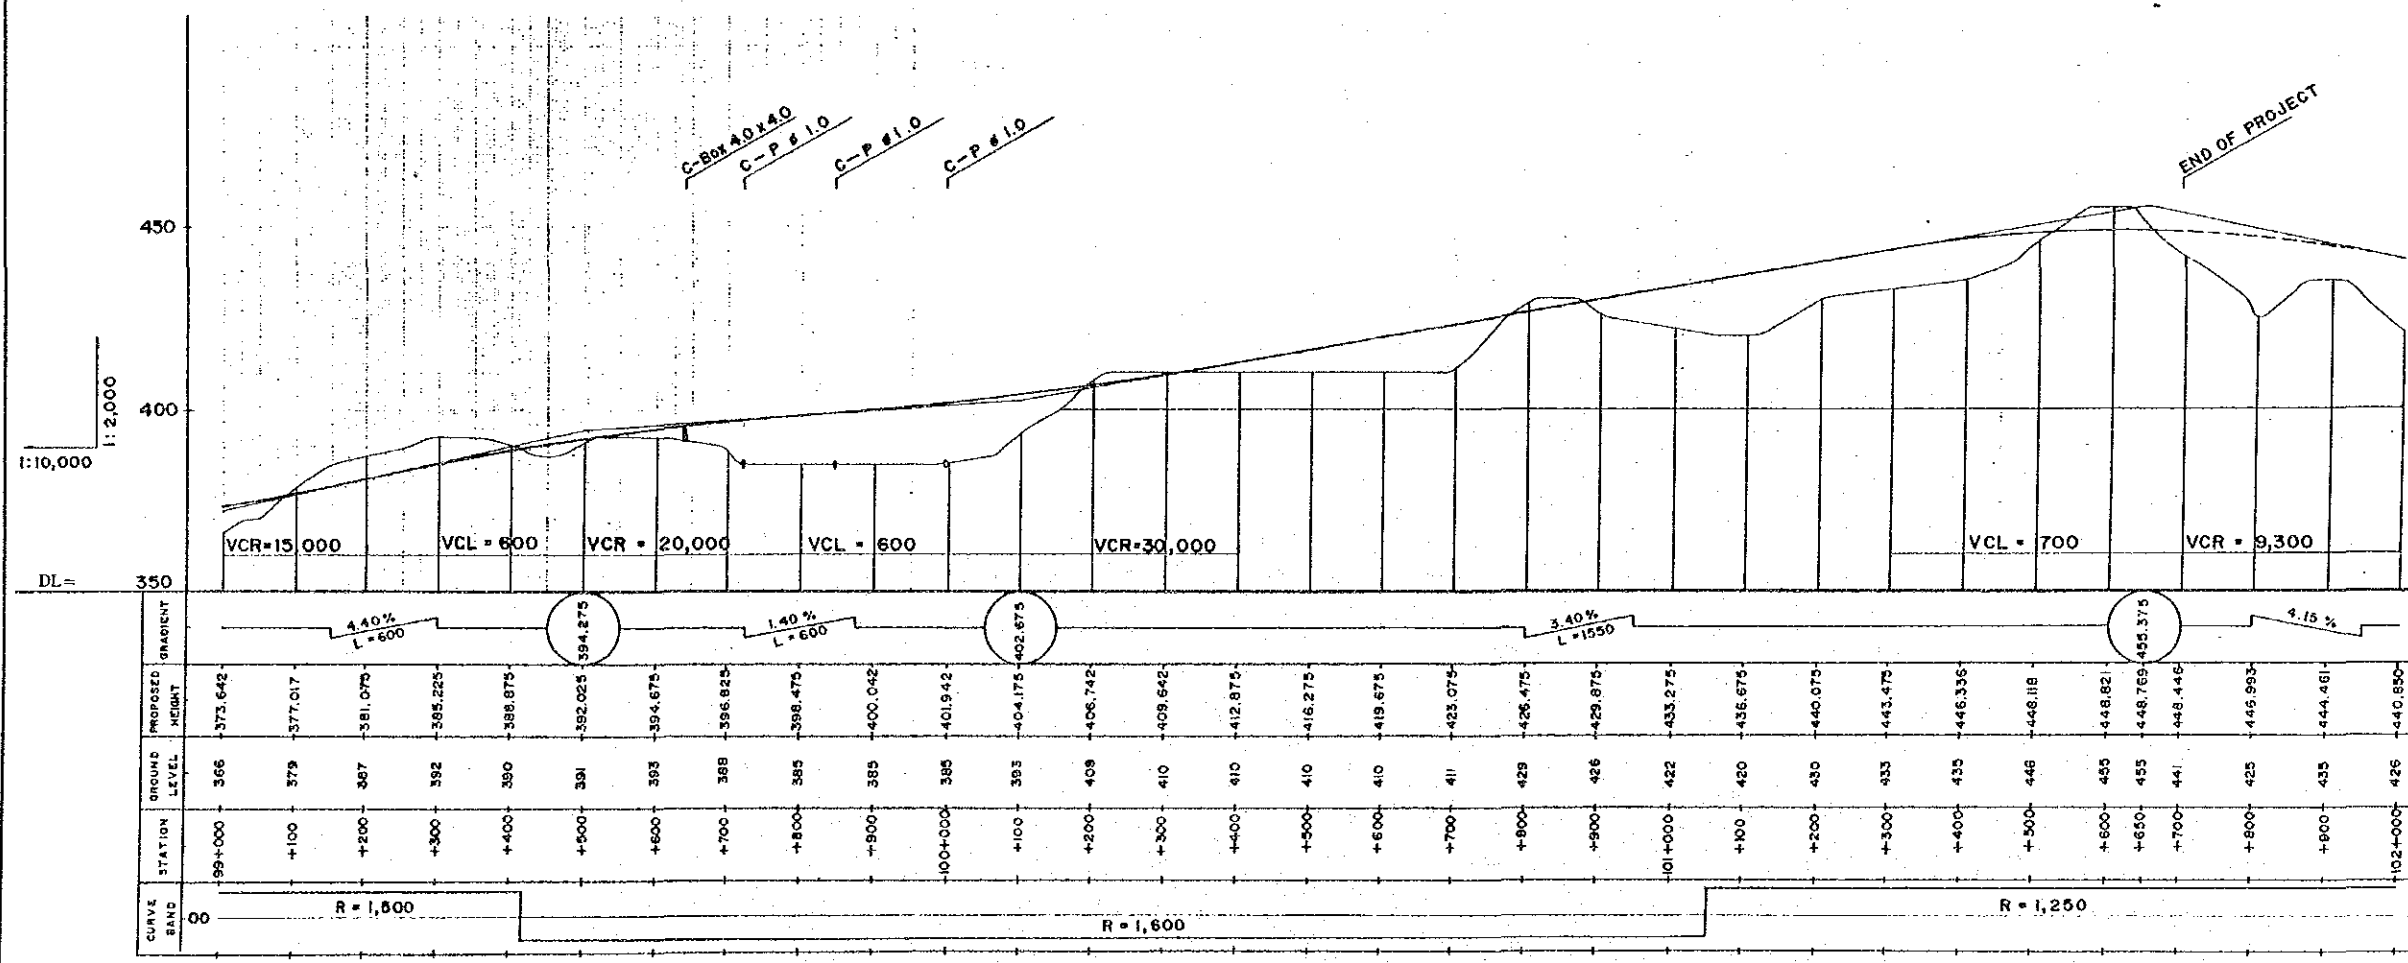 C-Box 4.0 x 4.0
C-P ø 1.0
C-P ø 1.0
C-P ø 1.0
END OF PROJECT
450
400
350
1:2,000
1:10,000
DL=
VCR=15,000
VCL = 600
VCR = 20,000
VCL = 600
VCR=30,000
VCL = 700
VCR = 9,300
GRADIENT
4.40%
L=600
394.275
1.40%
L=600
402.675
3.40%
L=1550
455.375
4.15 %
PROPOSED HEIGHT
373.642 377.017 381.075 385.225 388.875 392.025 394.675 396.825 398.475 400.042 401.942 404.175 406.742 409.642 412.875 416.275 419.675 423.075 426.475 429.875 433.275 436.675 440.075 443.475 446.336 448.118 448.821 448.769 448.446 446.993 444.461 440.850
GROUND LEVEL
366 379 387 392 390 391 393 388 385 385 385 393 408 410 410 410 410 411 429 426 422 420 430 433 435 446 455 455 441 425 435 426
STATION
99+000 +100 +200 +300 +400 +500 +600 +700 +800 +900 100+000 +100 +200 +300 +400 +500 +600 +700 +800 +900 101+000 +100 +200 +300 +400 +500 +600 +650 +700 +800 +900 102+000
CURVE BAND
00
R = 1,500
R = 1,600
R = 1,250